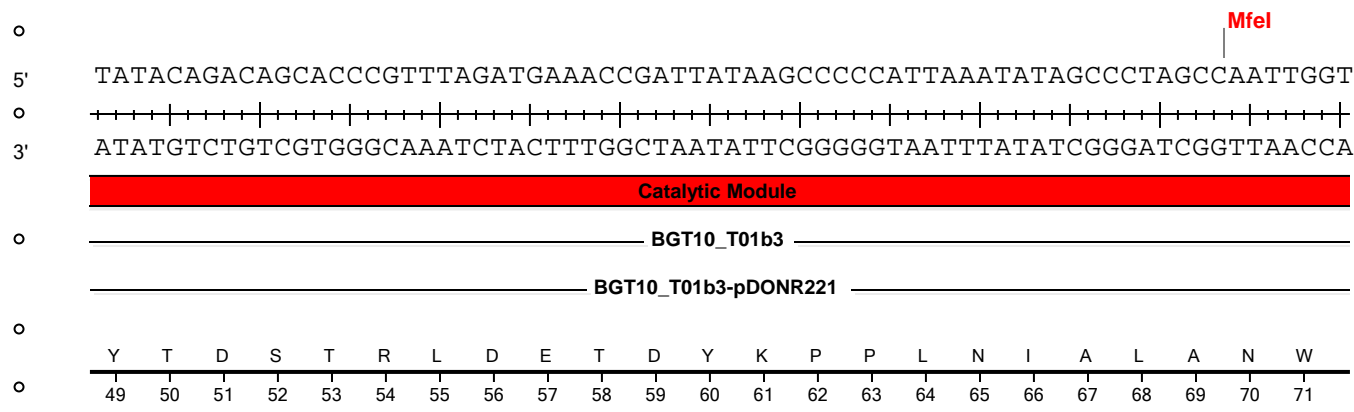 MfeI
5' TATACAGACAGCACCCGTTTAGATGAAACCGATTATAAGCCCCCATTAAATATAGCCCTAGCCAATTGGT
3' ATATGTCTGTCGTGGGCAAATCTACTTTGGCTAATATTCGGGGGTAATTTATATCGGGATCGGTTAACCA
Catalytic Module
BGT10_T01b3
BGT10_T01b3-pDONR221
Y T D S T R L D E T D Y K P P L N I A L A N W
49 50 51 52 53 54 55 56 57 58 59 60 61 62 63 64 65 66 67 68 69 70 71